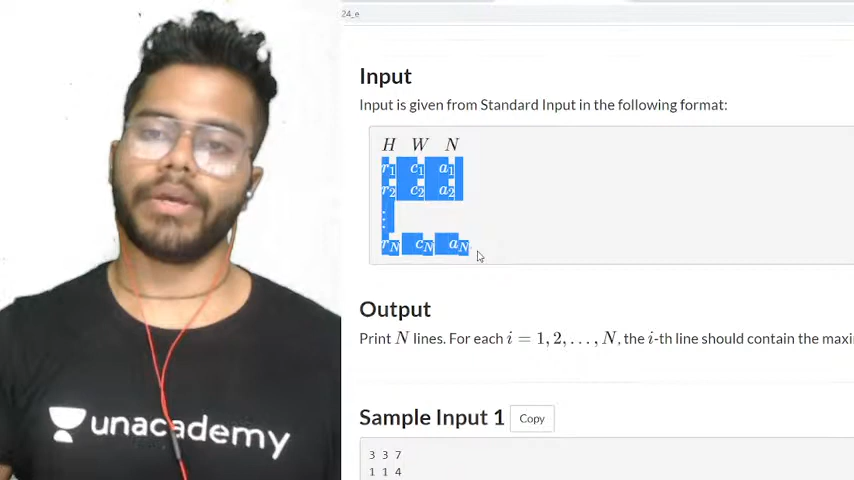 24_e
Input
Input is given from Standard Input in the following format:
H W N
r1 c1 a1
r2 c2 a2
⋮
rN cN aN
Output
Print N lines. For each i = 1, 2, . . . , N, the i-th line should contain the maxi
Sample Input 1 Copy
3 3 7
1 1 4
unacademy